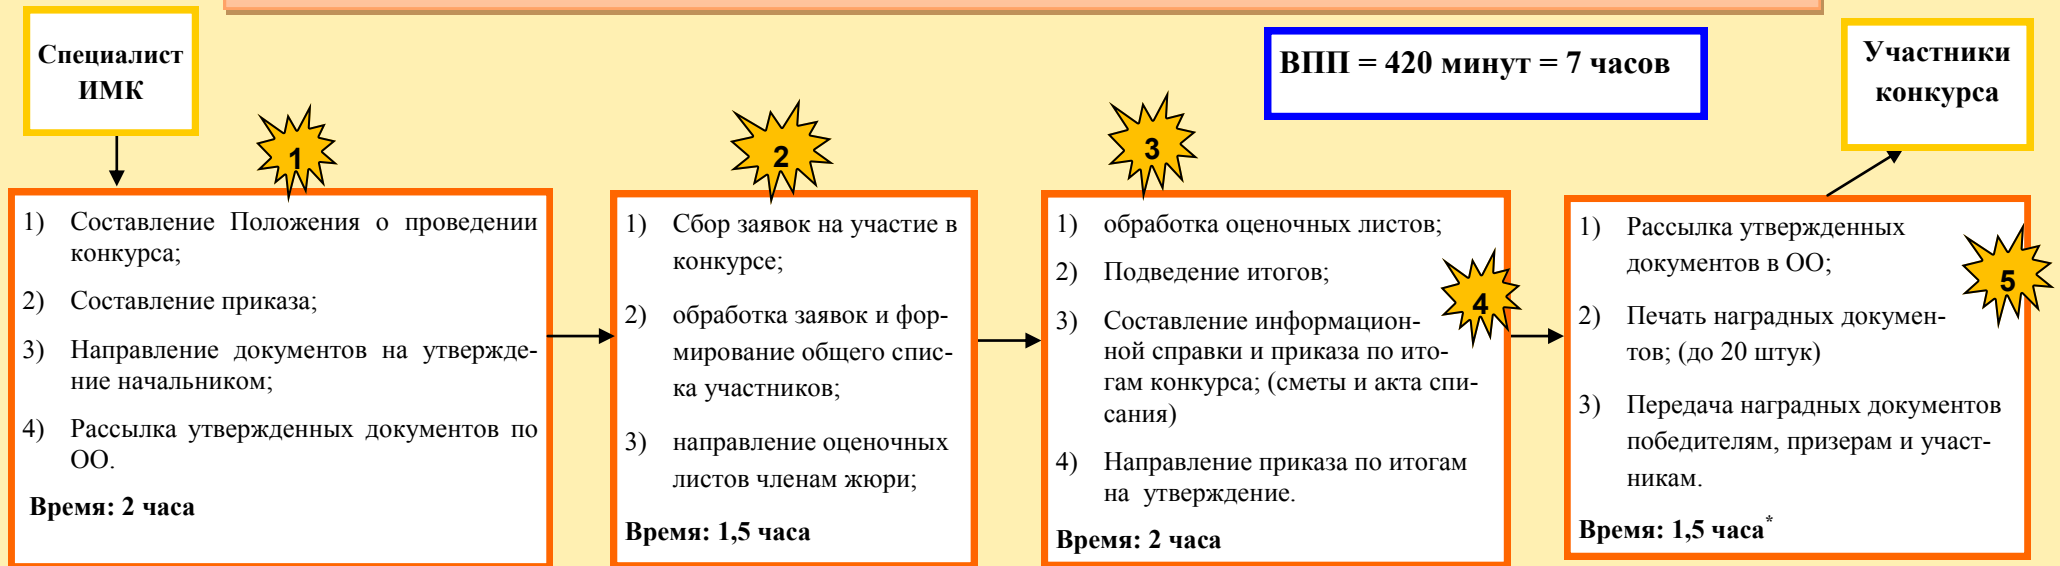 Специалист
ИМК
ВПП = 420 минут = 7 часов
Участники
конкурса
1
1) Составление Положения о проведении
конкурса;
2) Составление приказа;
3) Направление документов на утвержде-
ние начальником;
4) Рассылка утвержденных документов по
ОО.
Время: 2 часа
2
1) Сбор заявок на участие в
конкурсе;
2) обработка заявок и фор-
мирование общего спис-
ка участников;
3) направление оценочных
листов членам жюри;
Время: 1,5 часа
3
1) обработка оценочных листов;
2) Подведение итогов;
3) Составление информацион-
ной справки и приказа по ито-
гам конкурса; (сметы и акта спи-
сания)
4) Направление приказа по итогам
на утверждение.
Время: 2 часа
4
1) Рассылка утвержденных
документов в ОО;
2) Печать наградных докумен-
тов; (до 20 штук)
3) Передача наградных документов
победителям, призерам и участ-
никам.
Время: 1,5 часа*
5